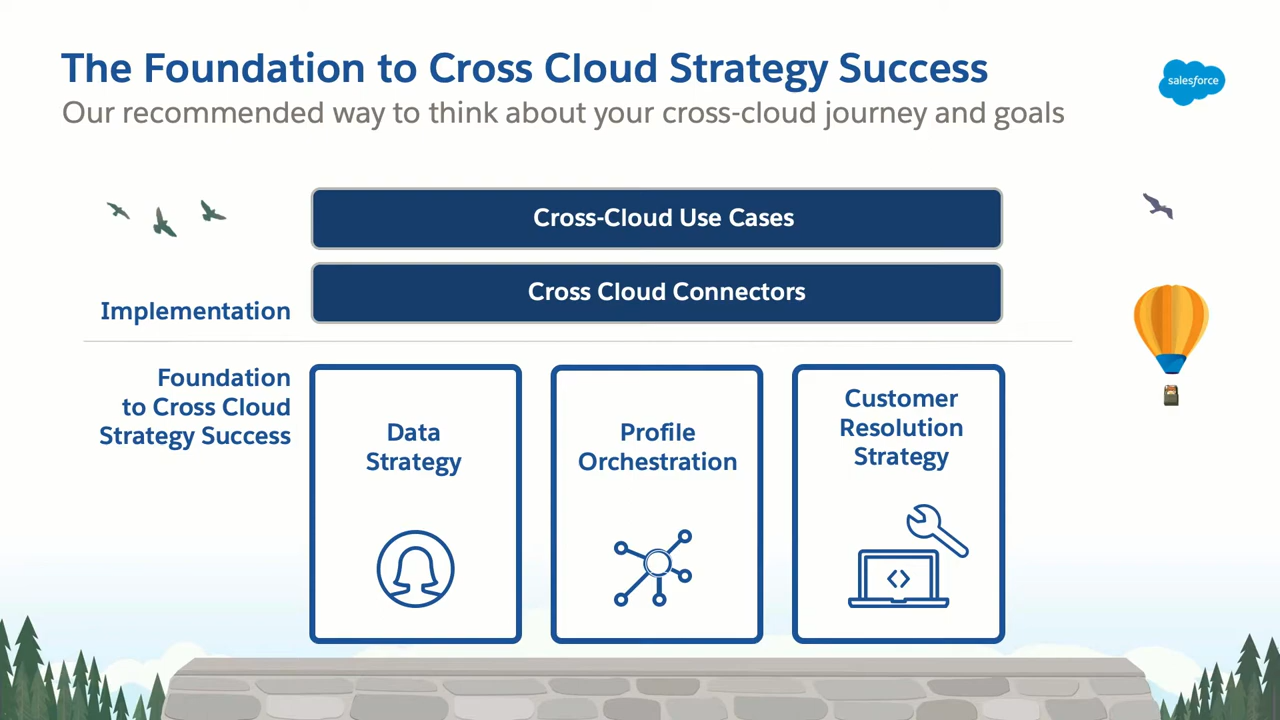 The Foundation to Cross Cloud Strategy Success
Our recommended way to think about your cross-cloud journey and goals
salesforce
Cross-Cloud Use Cases
Cross Cloud Connectors
Implementation
Foundation
to Cross Cloud
Strategy Success
Data
Strategy
Profile
Orchestration
Customer
Resolution
Strategy